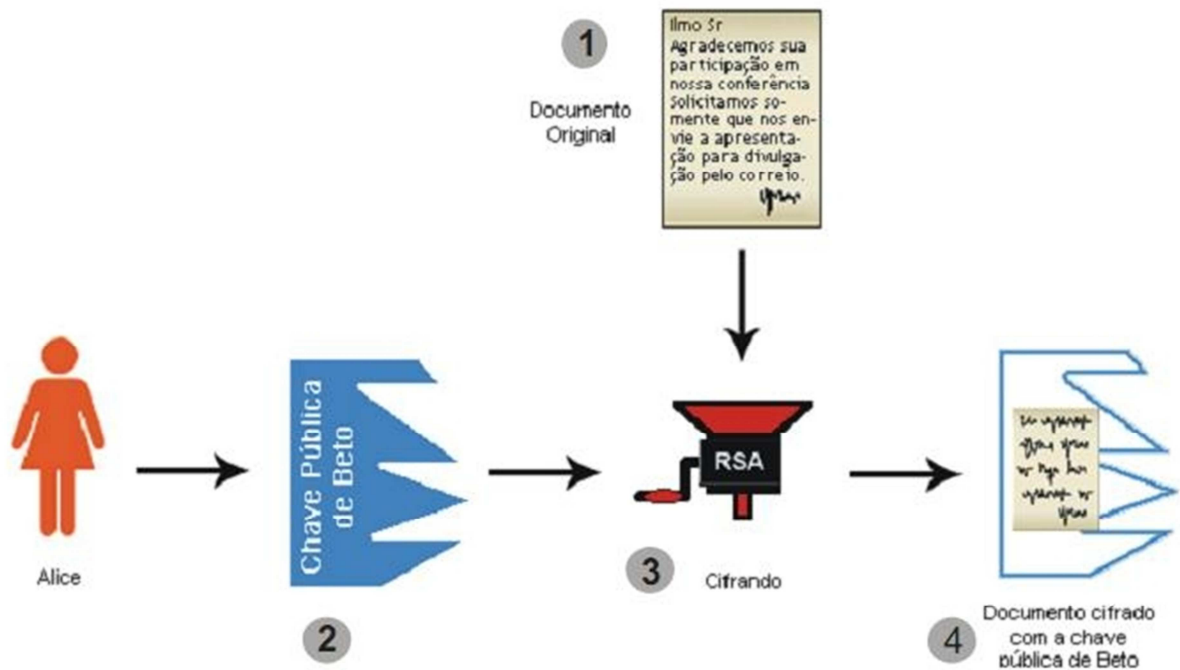 1
Documento
Original
Ilmo Sr
Agradecemos sua
participação em
nossa conferência
Solicitamos so-
mente que nos en-
vie a apresenta-
ção para divulga-
ção pelo correio.
Alice
Chave Pública
de Beto
2
RSA
3
Cifrando
4
Documento cifrado
com a chave
pública de Beto